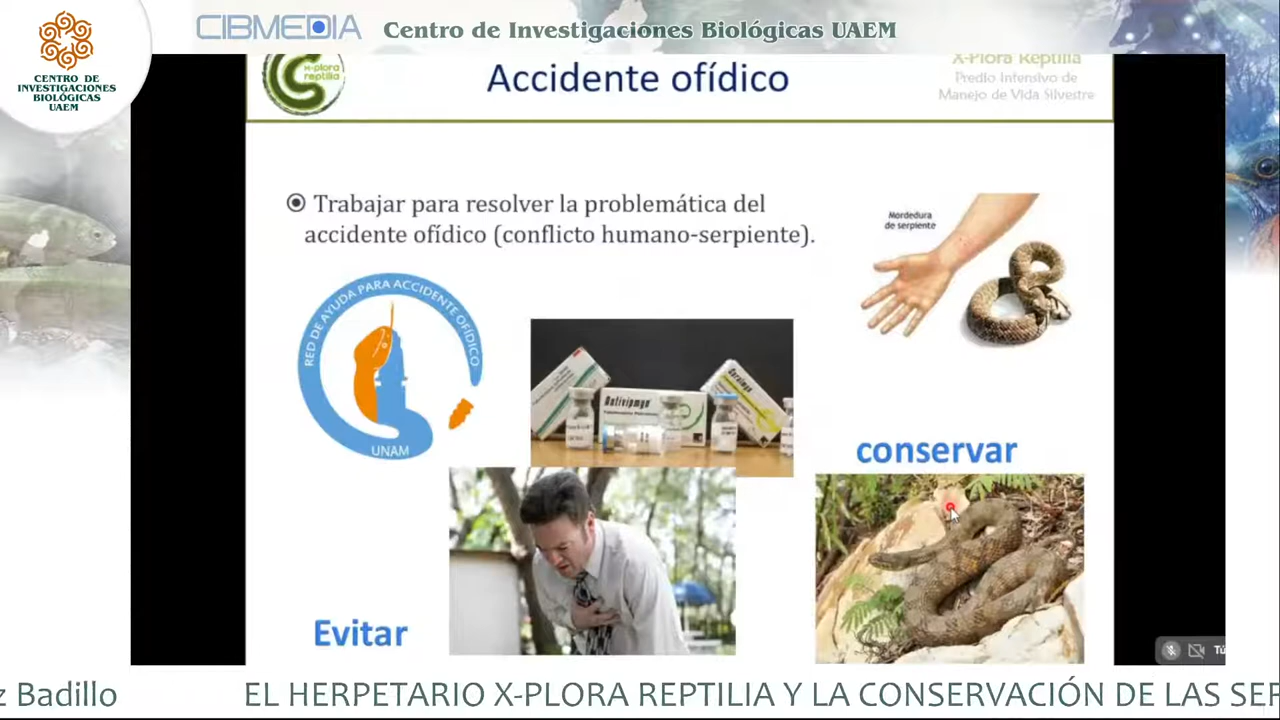 CENTRO DE
INVESTIGACIONES
BIOLÓGICAS
UAEM
CIBMEDIA
Centro de Investigaciones Biológicas UAEM
x-plora
reptilia
Accidente ofídico
X-Plora Reptilia
Predio Intensivo de
Manejo de Vida Silvestre
Trabajar para resolver la problemática del
accidente ofídico (conflicto humano-serpiente).
Mordedura
de serpiente
RED DE AYUDA PARA ACCIDENTE OFÍDICO
UNAM
Antivipmyn
conservar
Evitar
Tú
z Badillo
EL HERPETARIO X-PLORA REPTILIA Y LA CONSERVACIÓN DE LAS SER